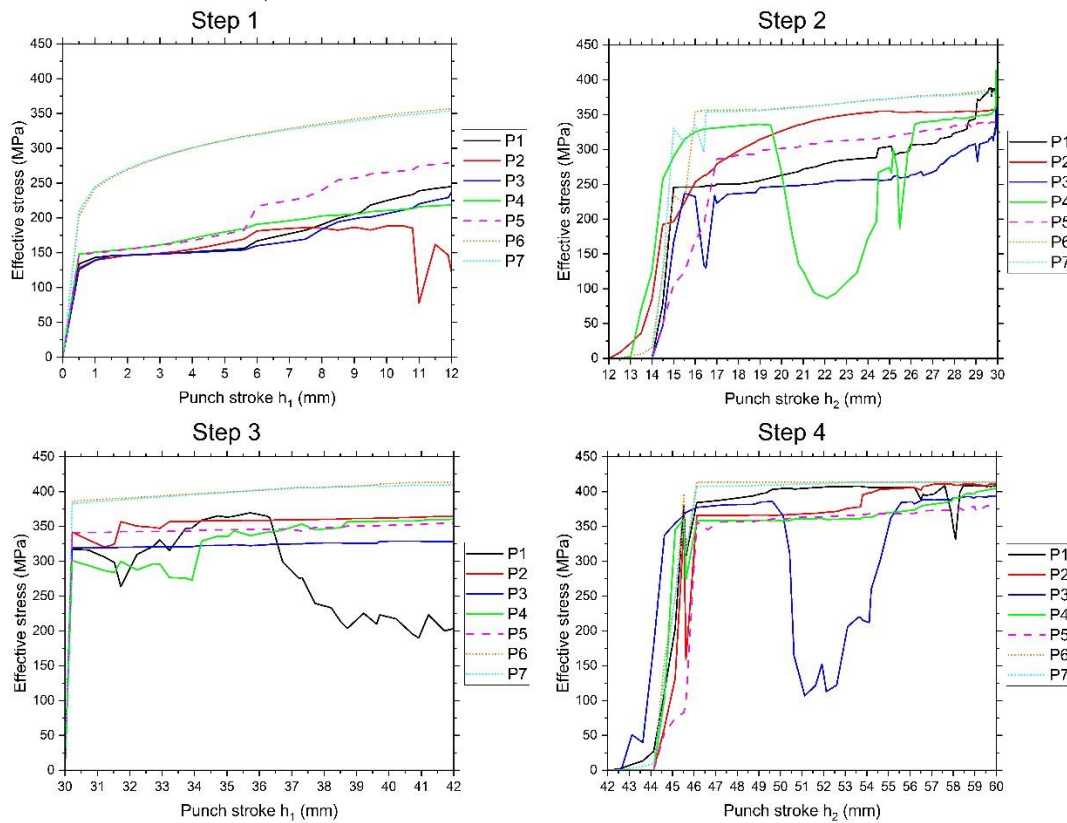 Step 1
Effective stress (MPa)
450
400
350
300
250
200
150
100
50
0
0 1 2 3 4 5 6 7 8 9 10 11 12
Punch stroke h₁ (mm)
P1
P2
P3
P4
P5
P6
P7
Step 2
Effective stress (MPa)
450
400
350
300
250
200
150
100
50
0
12 13 14 15 16 17 19 20 21 22 23 24 25 26 27 28 29 30
Punch stroke h₂ (mm)
P1
P2
P3
P4
P5
P6
P7
Step 3
Effective stress (MPa)
450
400
350
300
250
200
150
100
50
0
30 31 32 33 34 35 36 37 38 39 40 41 42
Punch stroke h₁ (mm)
P1
P2
P3
P4
P5
P6
P7
Step 4
Effective stress (MPa)
450
400
350
300
250
200
150
100
50
0
42 43 44 45 46 47 49 50 51 52 53 54 55 56 57 58 59 60
Punch stroke h₂ (mm)
P1
P2
P3
P4
P5
P6
P7